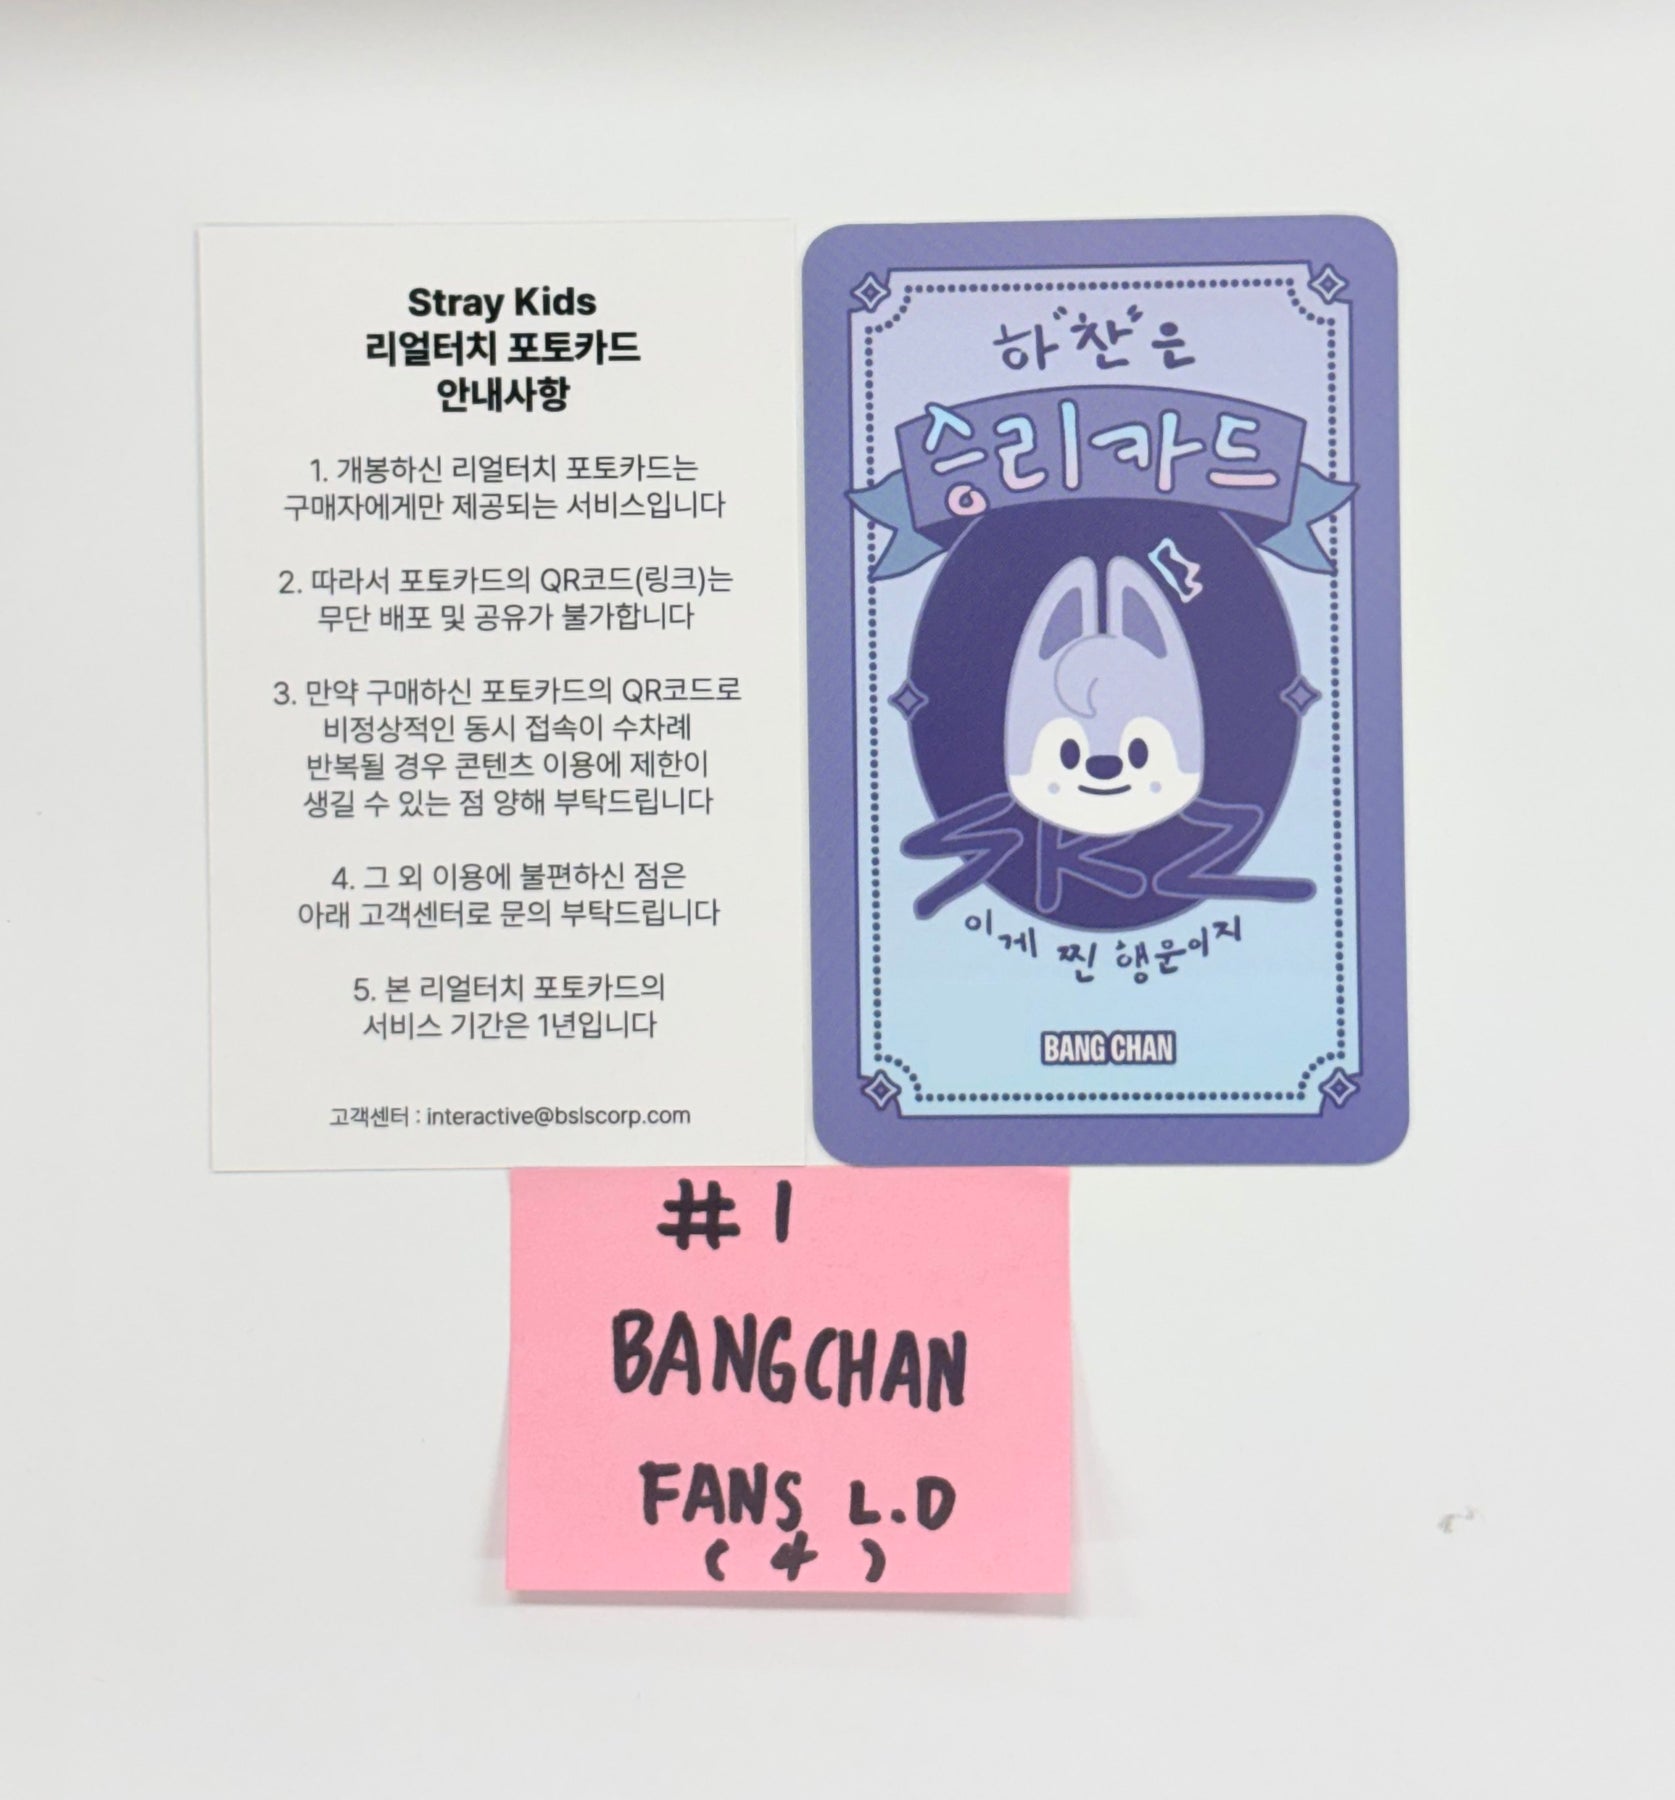 Stray Kids
리얼터치 포토카드
안내사항
1. 개봉하신 리얼터치 포토카드는
구매자에게만 제공되는 서비스입니다
2. 따라서 포토카드의 QR코드(링크)는
무단 배포 및 공유가 불가합니다
3. 만약 구매하신 포토카드의 QR코드로
비정상적인 동시 접속이 수차례
반복될 경우 콘텐츠 이용에 제한이
생길 수 있는 점 양해 부탁드립니다
4. 그 외 이용에 불편하신 점은
아래 고객센터로 문의 부탁드립니다
5. 본 리얼터치 포토카드의
서비스 기간은 1년입니다
고객센터 : interactive@bslscorp.com
하"찬"은
승리카드
SKZ
이게 찐 행운이지
BANG CHAN
#1
BANGCHAN
FANS L.D
(4)